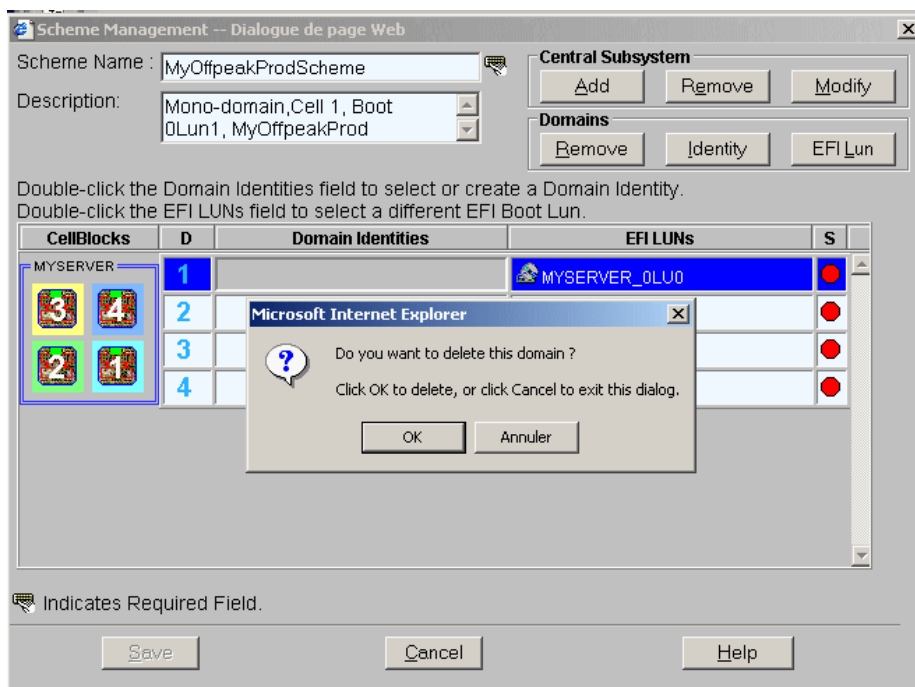 Scheme Management -- Dialogue de page Web
Scheme Name :
MyOffpeakProdScheme
Description:
Mono-domain,Cell 1, Boot
0Lun1, MyOffpeakProd
Central Subsystem
Add
Remove
Modify
Domains
Remove
Identity
EFI Lun
Double-click the Domain Identities field to select or create a Domain Identity.
Double-click the EFI LUNs field to select a different EFI Boot Lun.
CellBlocks D Domain Identities EFI LUNs S
MYSERVER
3 4
2 1
1 MYSERVER_0LU0
2
3
4
Microsoft Internet Explorer
Do you want to delete this domain ?
Click OK to delete, or click Cancel to exit this dialog.
OK
Annuler
Indicates Required Field.
Save
Cancel
Help